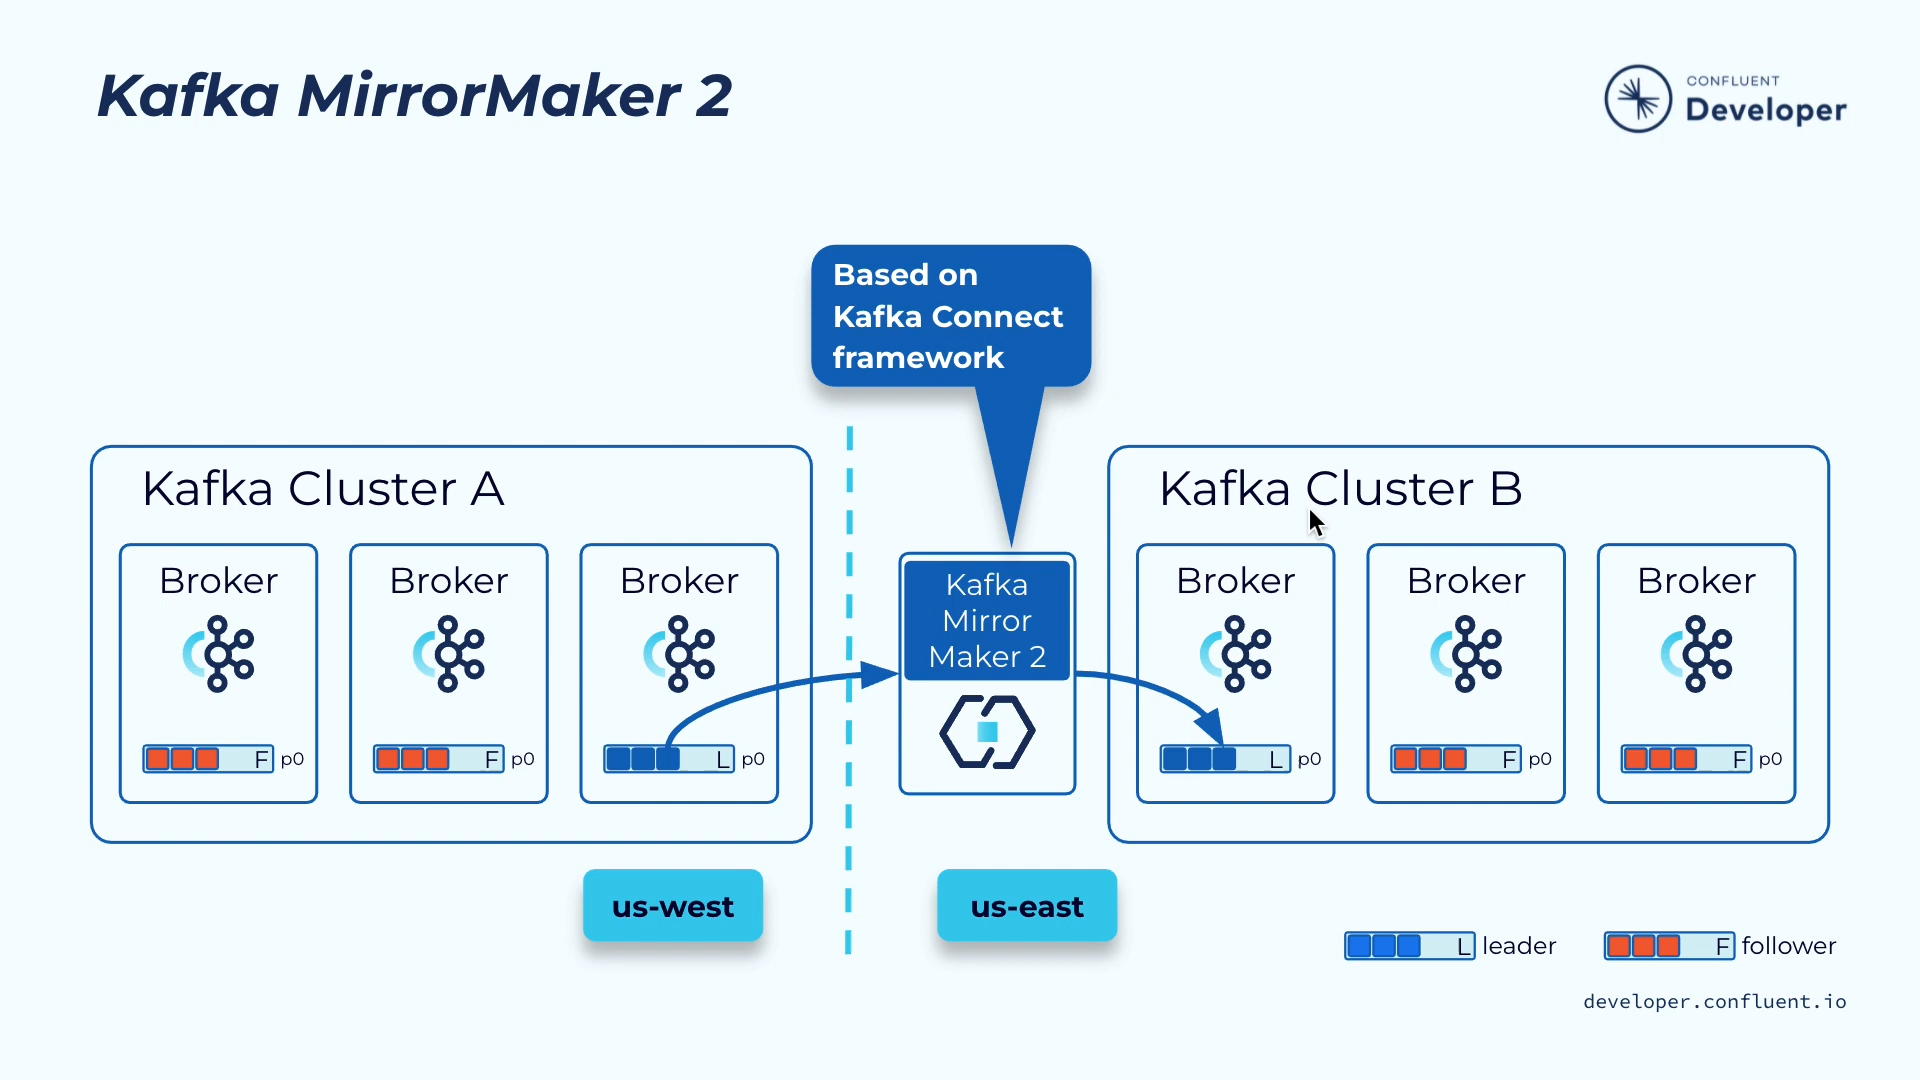 Kafka MirrorMaker 2
CONFLUENT
Developer
Based on
Kafka Connect
framework
Kafka Cluster A
Broker
F p0
Broker
F p0
Broker
L p0
Kafka
Mirror
Maker 2
Kafka Cluster B
Broker
L p0
Broker
F p0
Broker
F p0
us-west
us-east
L leader
F follower
developer.confluent.io